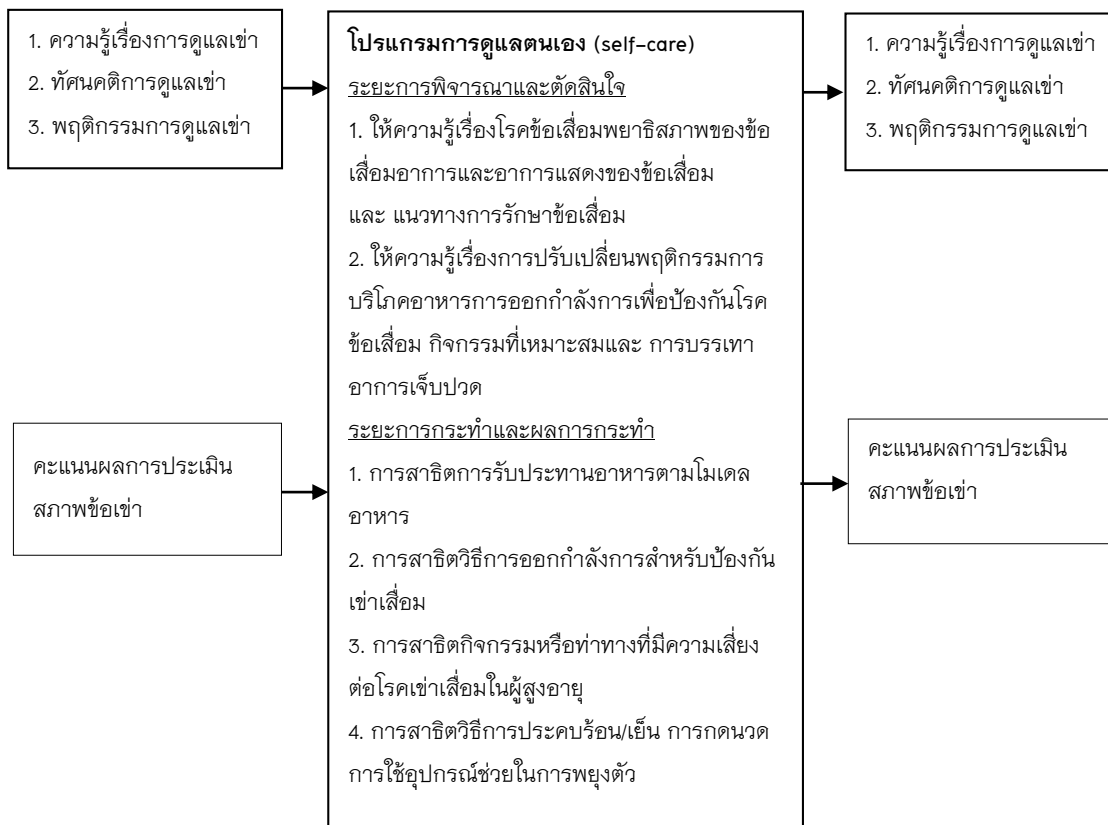 1. ความรู้เรื่องการดูแลเข่า
2. ทัศนคติการดูแลเข่า
3. พฤติกรรมการดูแลเข่า
คะแนนผลการประเมิน
สภาพข้อเข่า
โปรแกรมการดูแลตนเอง (self-care)
ระยะการพิจารณาและตัดสินใจ
1. ให้ความรู้เรื่องโรคข้อเสื่อมพยาธิสภาพของข้อ
เสื่อมอาการและอาการแสดงของข้อเสื่อม
และ แนวทางการรักษาข้อเสื่อม
2. ให้ความรู้เรื่องการปรับเปลี่ยนพฤติกรรมการ
บริโภคอาหารการออกกำลังการเพื่อป้องกันโรค
ข้อเสื่อม กิจกรรมที่เหมาะสมและ การบรรเทา
อาการเจ็บปวด
ระยะการกระทำและผลการกระทำ
1. การสาธิตการรับประทานอาหารตามโมเดล
อาหาร
2. การสาธิตวิธีการออกกำลังการสำหรับป้องกัน
เข่าเสื่อม
3. การสาธิตกิจกรรมหรือท่าทางที่มีความเสี่ยง
ต่อโรคเข่าเสื่อมในผู้สูงอายุ
4. การสาธิตวิธีการประคบร้อน/เย็น การกดนวด
การใช้อุปกรณ์ช่วยในการพยุงตัว
1. ความรู้เรื่องการดูแลเข่า
2. ทัศนคติการดูแลเข่า
3. พฤติกรรมการดูแลเข่า
คะแนนผลการประเมิน
สภาพข้อเข่า